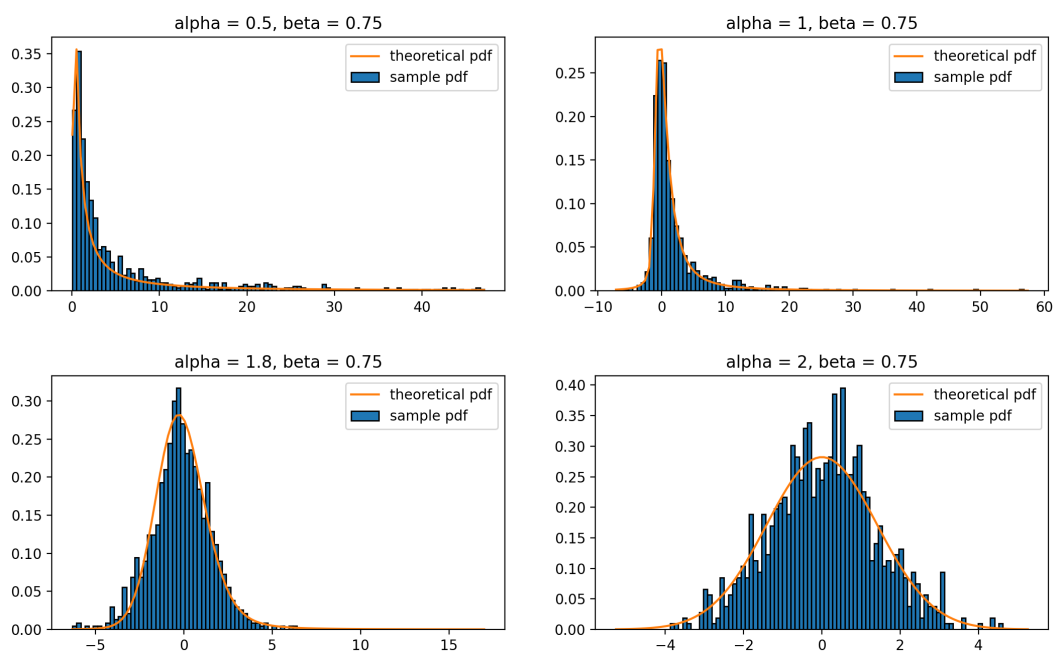 alpha = 0.5, beta = 0.75
theoretical pdf
sample pdf
0.35
0.30
0.25
0.20
0.15
0.10
0.05
0.00
0 10 20 30 40
alpha = 1, beta = 0.75
theoretical pdf
sample pdf
0.25
0.20
0.15
0.10
0.05
0.00
−10 0 10 20 30 40 50 60
alpha = 1.8, beta = 0.75
theoretical pdf
sample pdf
0.30
0.25
0.20
0.15
0.10
0.05
0.00
−5 0 5 10 15
alpha = 2, beta = 0.75
theoretical pdf
sample pdf
0.40
0.35
0.30
0.25
0.20
0.15
0.10
0.05
0.00
−4 −2 0 2 4